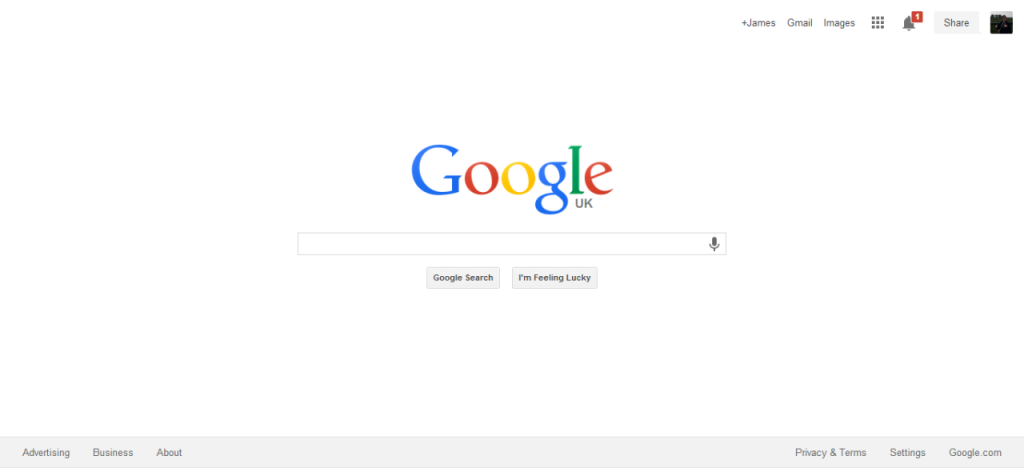 +James Gmail Images 1 Share
Google
UK
Google Search I'm Feeling Lucky
Advertising Business About Privacy & Terms Settings Google.com